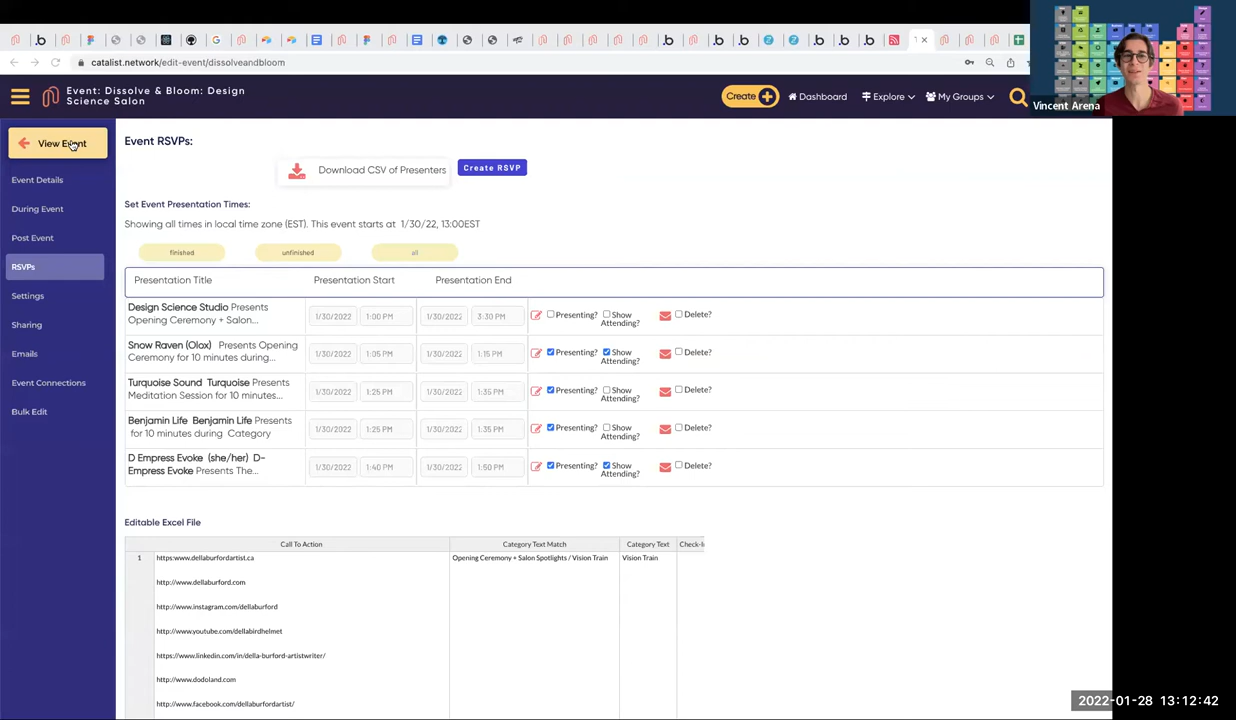 catalist.network/edit-event/dissolveandbloom
Event: Dissolve & Bloom: Design
Science Salon
Create
Dashboard
Explore
My Groups
Vincent Arena
View Event
Event Details
During Event
Post Event
RSVPs
Settings
Sharing
Emails
Event Connections
Bulk Edit
Event RSVPs:
Download CSV of Presenters
Create RSVP
Set Event Presentation Times:
Showing all times in local time zone (EST). This event starts at 1/30/22, 13:00EST
finished unfinished all
Presentation Title Presentation Start Presentation End
Design Science Studio Presents
Opening Ceremony + Salon...
1/30/2022 1:00 PM 1/30/2022 3:30 PM
Presenting? Show
Attending?
Delete?
Snow Raven (Olox) Presents Opening
Ceremony for 10 minutes during...
1/30/2022 1:05 PM 1/30/2022 1:15 PM
Presenting? Show
Attending?
Delete?
Turquoise Sound Turquoise Presents
Meditation Session for 10 minutes...
1/30/2022 1:25 PM 1/30/2022 1:35 PM
Presenting? Show
Attending?
Delete?
Benjamin Life Benjamin Life Presents
for 10 minutes during Category
1/30/2022 1:25 PM 1/30/2022 1:35 PM
Presenting? Show
Attending?
Delete?
D Empress Evoke (she/her) D-
Empress Evoke Presents The...
1/30/2022 1:40 PM 1/30/2022 1:50 PM
Presenting? Show
Attending?
Delete?
Editable Excel File
Call To Action Category Text Match Category Text Check-I
1 https:www.dellaburfordartist.ca Opening Ceremony + Salon Spotlights / Vision Train Vision Train
http://www.dellaburford.com
http://www.instagram.com/dellaburford
http://www.youtube.com/dellabirdhelmet
https://www.linkedin.com/in/della-burford-artistwriter/
http://www.dodoland.com
http://www.facebook.com/dellaburfordartist/
2022-01-28 13:12:42